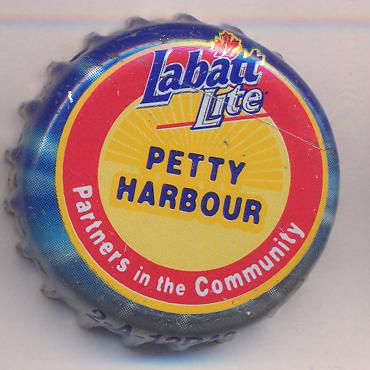 Labatt
Lite
PETTY
HARBOUR
Partners in the Community